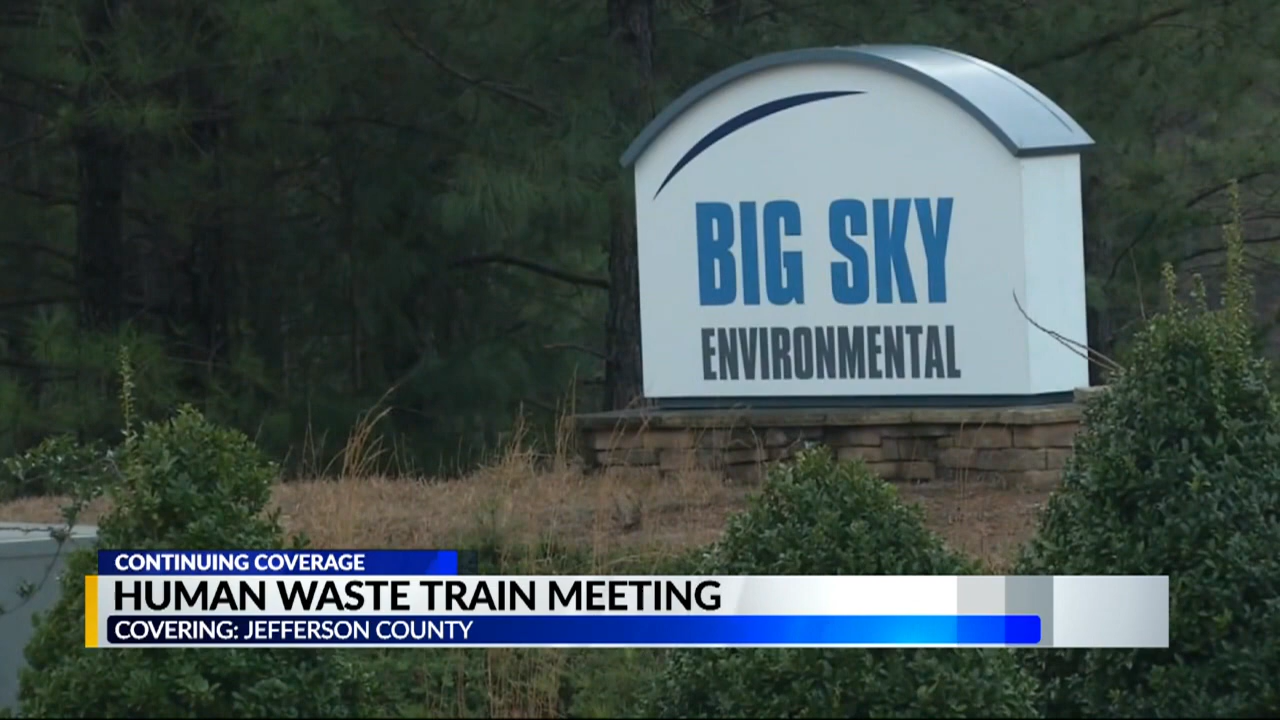 BIG SKY
ENVIRONMENTAL
CONTINUING COVERAGE
HUMAN WASTE TRAIN MEETING
COVERING: JEFFERSON COUNTY